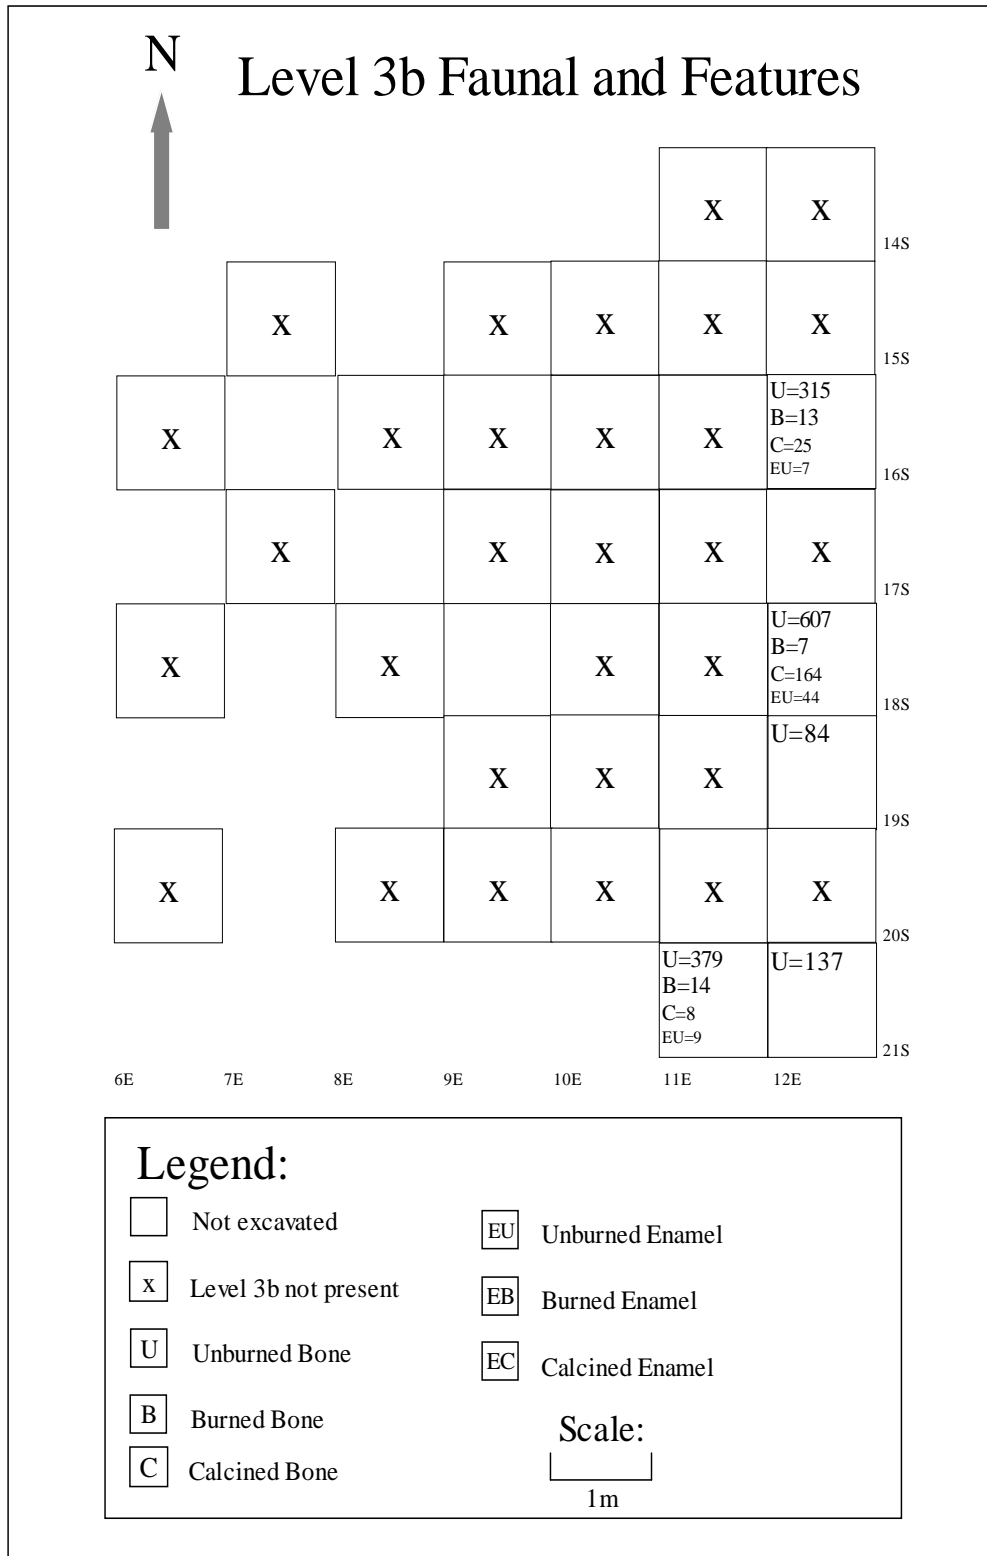 N
Level 3b Faunal and Features
x x
14S
x x x x x
15S
x x x x x
U=315
B=13
C=25
EU=7
16S
x x x x x
17S
x x x x
U=607
B=7
C=164
EU=44
18S
x x x
U=84
19S
x x x x x x
20S
U=379
B=14
C=8
EU=9
U=137
21S
6E 7E 8E 9E 10E 11E 12E
Legend:
Not excavated
x Level 3b not present
U Unburned Bone
B Burned Bone
C Calcined Bone
EU Unburned Enamel
EB Burned Enamel
EC Calcined Enamel
Scale:
1m